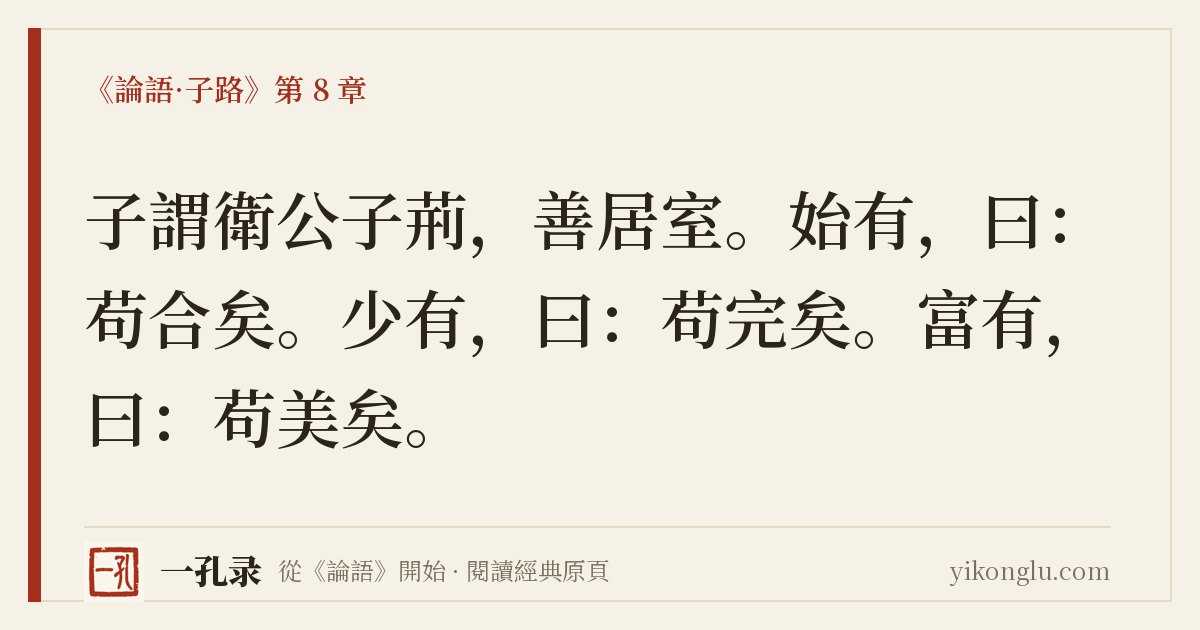 《論語·子路》第 8 章
子謂衛公子荊，善居室。始有，曰：
苟合矣。少有，曰：苟完矣。富有，
曰：苟美矣。
一孔
一孔录 從《論語》開始 · 閱讀經典原頁
yikonglu.com